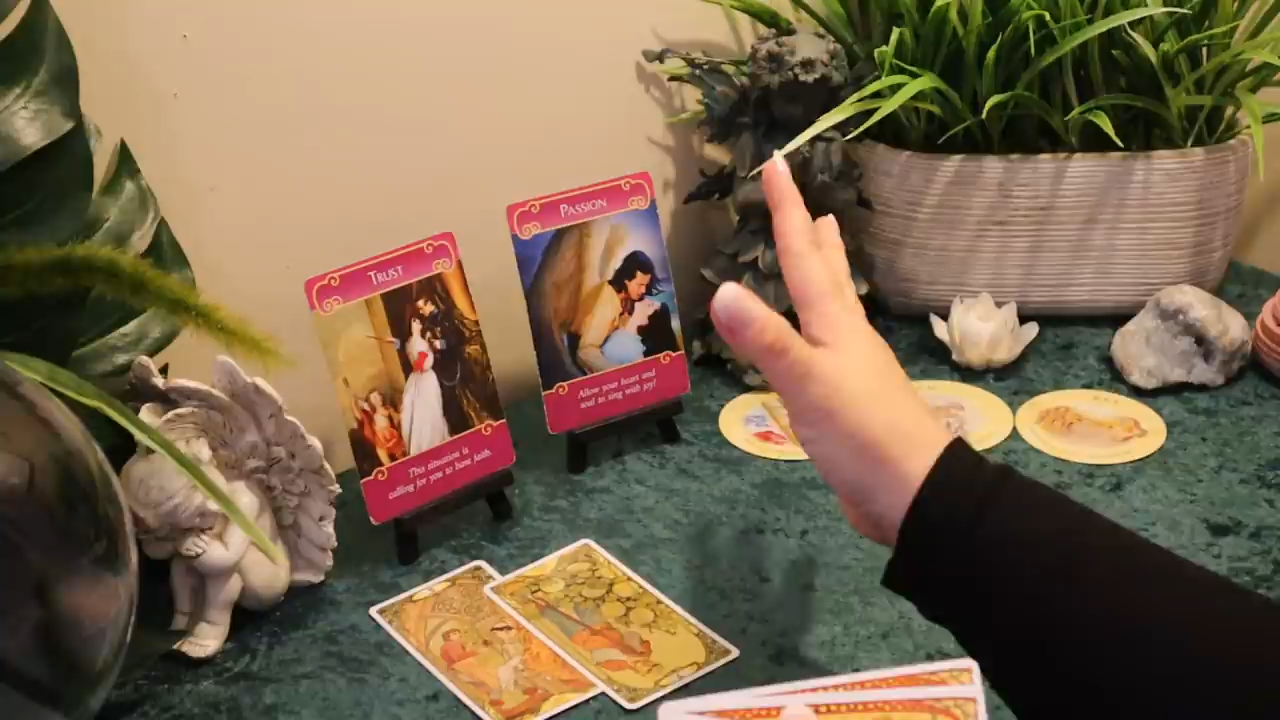 TRUST
This situation is
calling for you to have faith.
PASSION
Allow your heart and
soul to sing with joy!